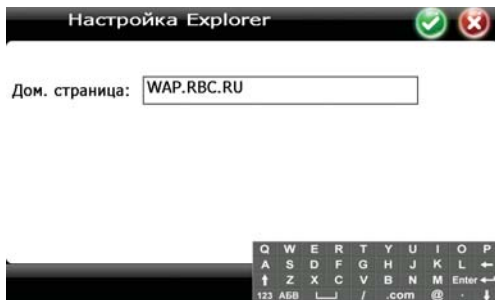 Настройка Explorer
Дом. страница: WAP.RBC.RU
Q W E R T Y U I O P
A S D F G H J K L ←
↑ Z X C V B N M Enter
123 АБВ / .com @ . ↓